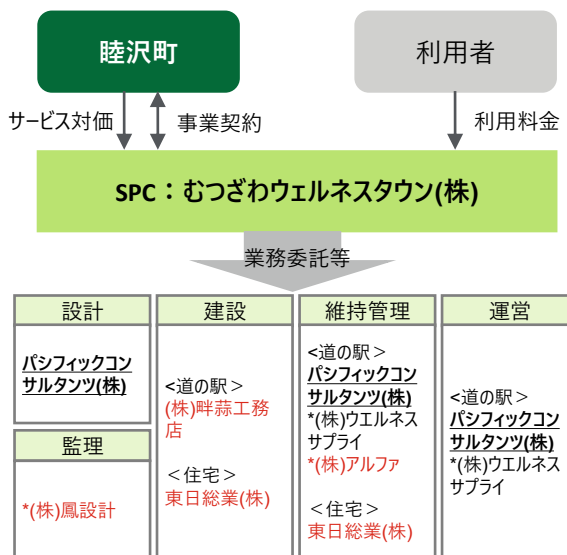 睦沢町
利用者
サービス対価
事業契約
利用料金
SPC：むつざわウェルネスタウン(株)
業務委託等
設計
パシフィックコン
サルタンツ(株)
監理
*(株)鳳設計
建設
<道の駅＞
(株)畔蒜工務
店
＜住宅＞
東日総業(株)
維持管理
<道の駅＞
パシフィックコン
サルタンツ(株)
*(株)ウエルネス
サプライ
*(株)アルファ
＜住宅＞
東日総業(株)
運営
<道の駅＞
パシフィックコン
サルタンツ(株)
*(株)ウエルネス
サプライ